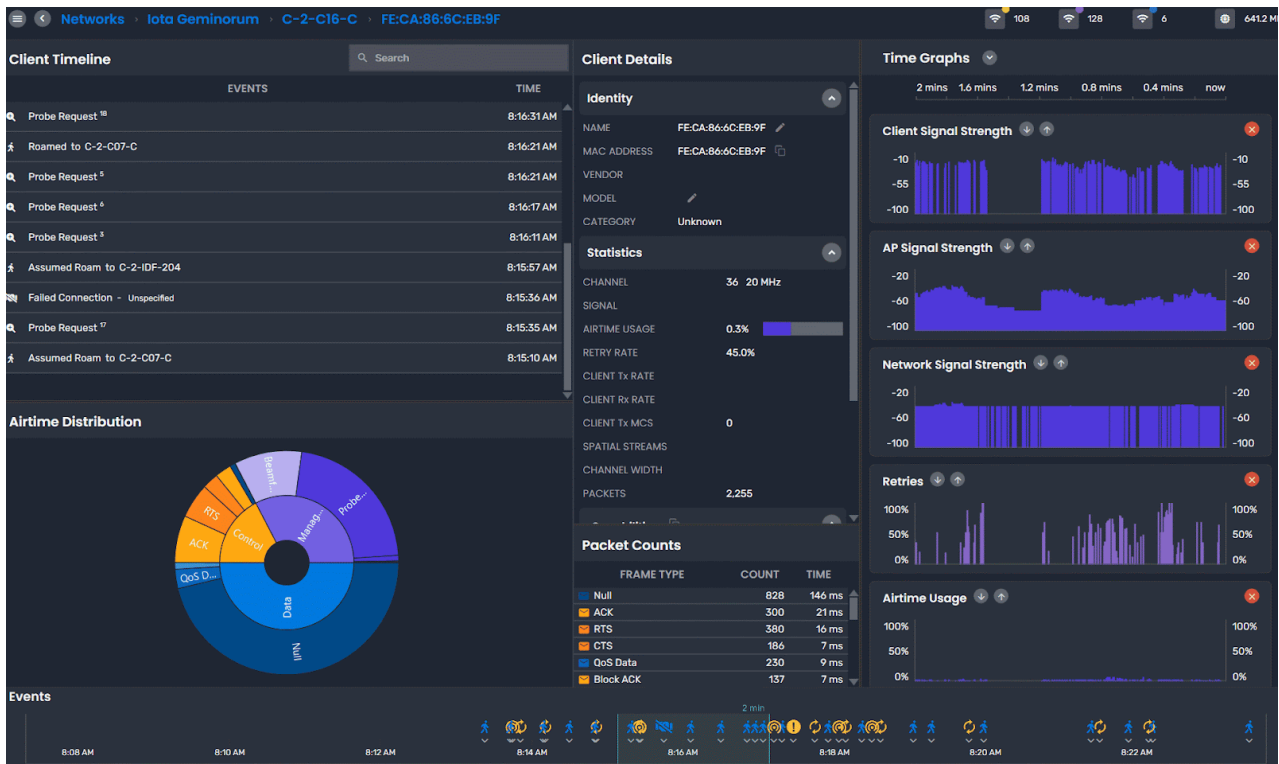 Networks › Iota Geminorum › C-2-C16-C › FE:CA:86:6C:EB:9F
108
128
6
641.2 M
Client Timeline
Search
EVENTS TIME
Probe Request 18 8:16:31 AM
Roamed to C-2-C07-C 8:16:21 AM
Probe Request 5 8:16:21 AM
Probe Request 6 8:16:17 AM
Probe Request 3 8:16:11 AM
Assumed Roam to C-2-IDF-204 8:15:57 AM
Failed Connection - Unspecified 8:15:36 AM
Probe Request 17 8:15:35 AM
Assumed Roam to C-2-C07-C 8:15:10 AM
Airtime Distribution
Beamf...
Probe...
Manag...
Control
RTS
ACK
QoS D...
Data
Null
Client Details
Identity
NAME FE:CA:86:6C:EB:9F
MAC ADDRESS FE:CA:86:6C:EB:9F
VENDOR
MODEL
CATEGORY Unknown
Statistics
CHANNEL 36 20 MHz
SIGNAL
AIRTIME USAGE 0.3%
RETRY RATE 45.0%
CLIENT Tx RATE
CLIENT Rx RATE
CLIENT Tx MCS 0
SPATIAL STREAMS
CHANNEL WIDTH
PACKETS 2,255
Packet Counts
FRAME TYPE COUNT TIME
Null 828 146 ms
ACK 300 21 ms
RTS 380 16 ms
CTS 186 7 ms
QoS Data 230 9 ms
Block ACK 137 7 ms
Time Graphs
2 mins 1.6 mins 1.2 mins 0.8 mins 0.4 mins now
Client Signal Strength
-10 -10
-55 -55
-100 -100
AP Signal Strength
-20 -20
-60 -60
-100 -100
Network Signal Strength
-20 -20
-60 -60
-100 -100
Retries
100% 100%
50% 50%
0% 0%
Airtime Usage
100% 100%
50% 50%
0% 0%
Events
2 min
8:08 AM 8:10 AM 8:12 AM 8:14 AM 8:16 AM 8:18 AM 8:20 AM 8:22 AM